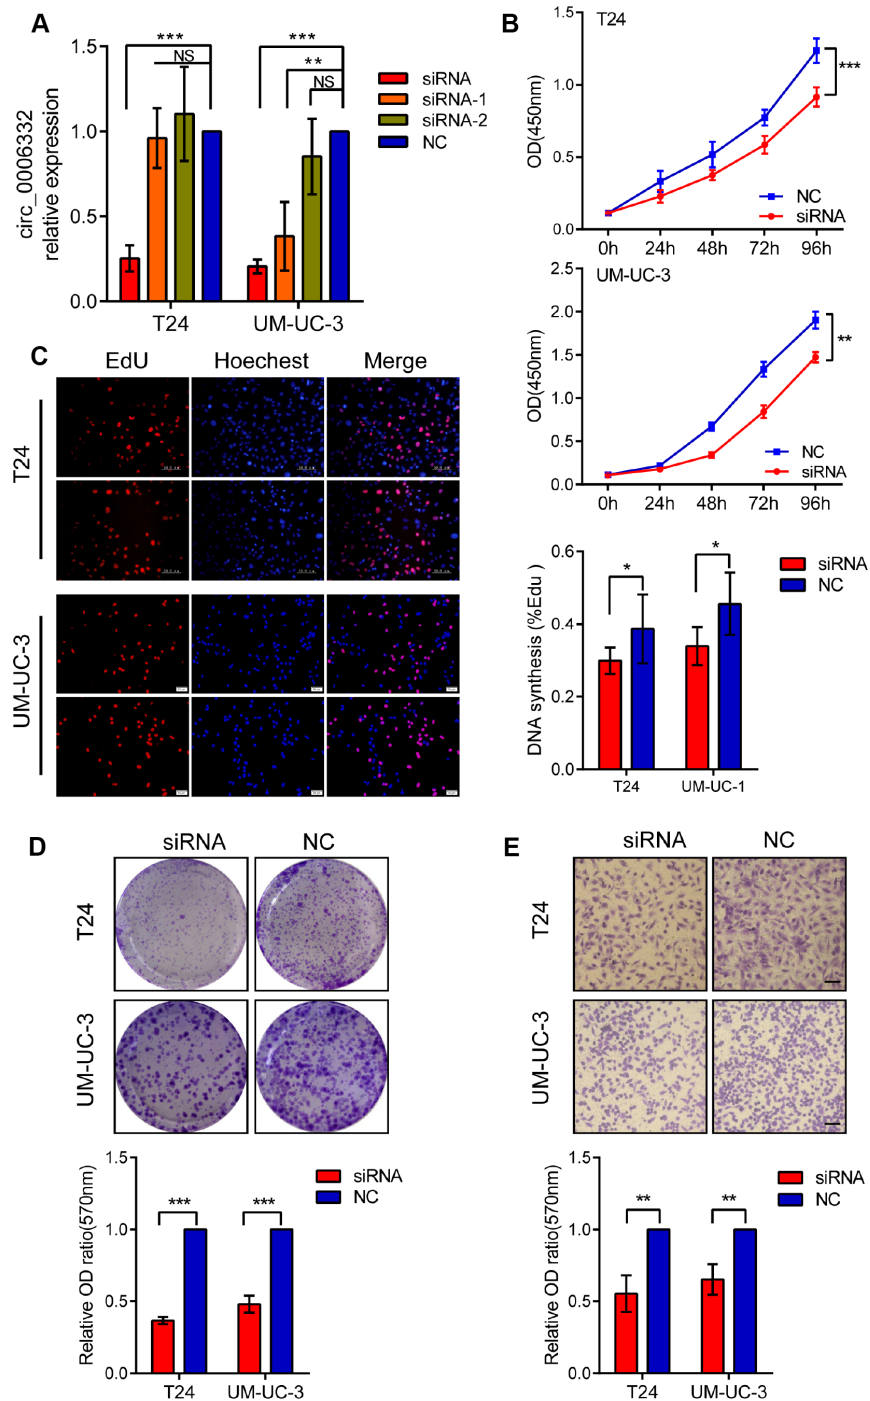 A
***
***
NS
**
NS
siRNA
siRNA-1
siRNA-2
NC
circ_0006332
relative expression
1.5
1.0
0.5
0.0
T24
UM-UC-3
B
T24
OD(450nm)
1.5
1.0
0.5
0.0
***
NC
siRNA
0h
24h
48h
72h
96h
UM-UC-3
OD(450nm)
2.5
2.0
1.5
1.0
0.5
0.0
**
NC
siRNA
0h
24h
48h
72h
96h
C
EdU
Hoechest
Merge
T24
UM-UC-3
DNA synthesis (%Edu )
0.6
0.4
0.2
0.0
*
*
siRNA
NC
T24
UM-UC-1
D
siRNA
NC
T24
UM-UC-3
Relative OD ratio(570nm)
1.5
1.0
0.5
0.0
***
***
siRNA
NC
T24
UM-UC-3
E
siRNA
NC
T24
UM-UC-3
Relative OD ratio(570nm)
1.5
1.0
0.5
0.0
**
**
siRNA
NC
T24
UM-UC-3